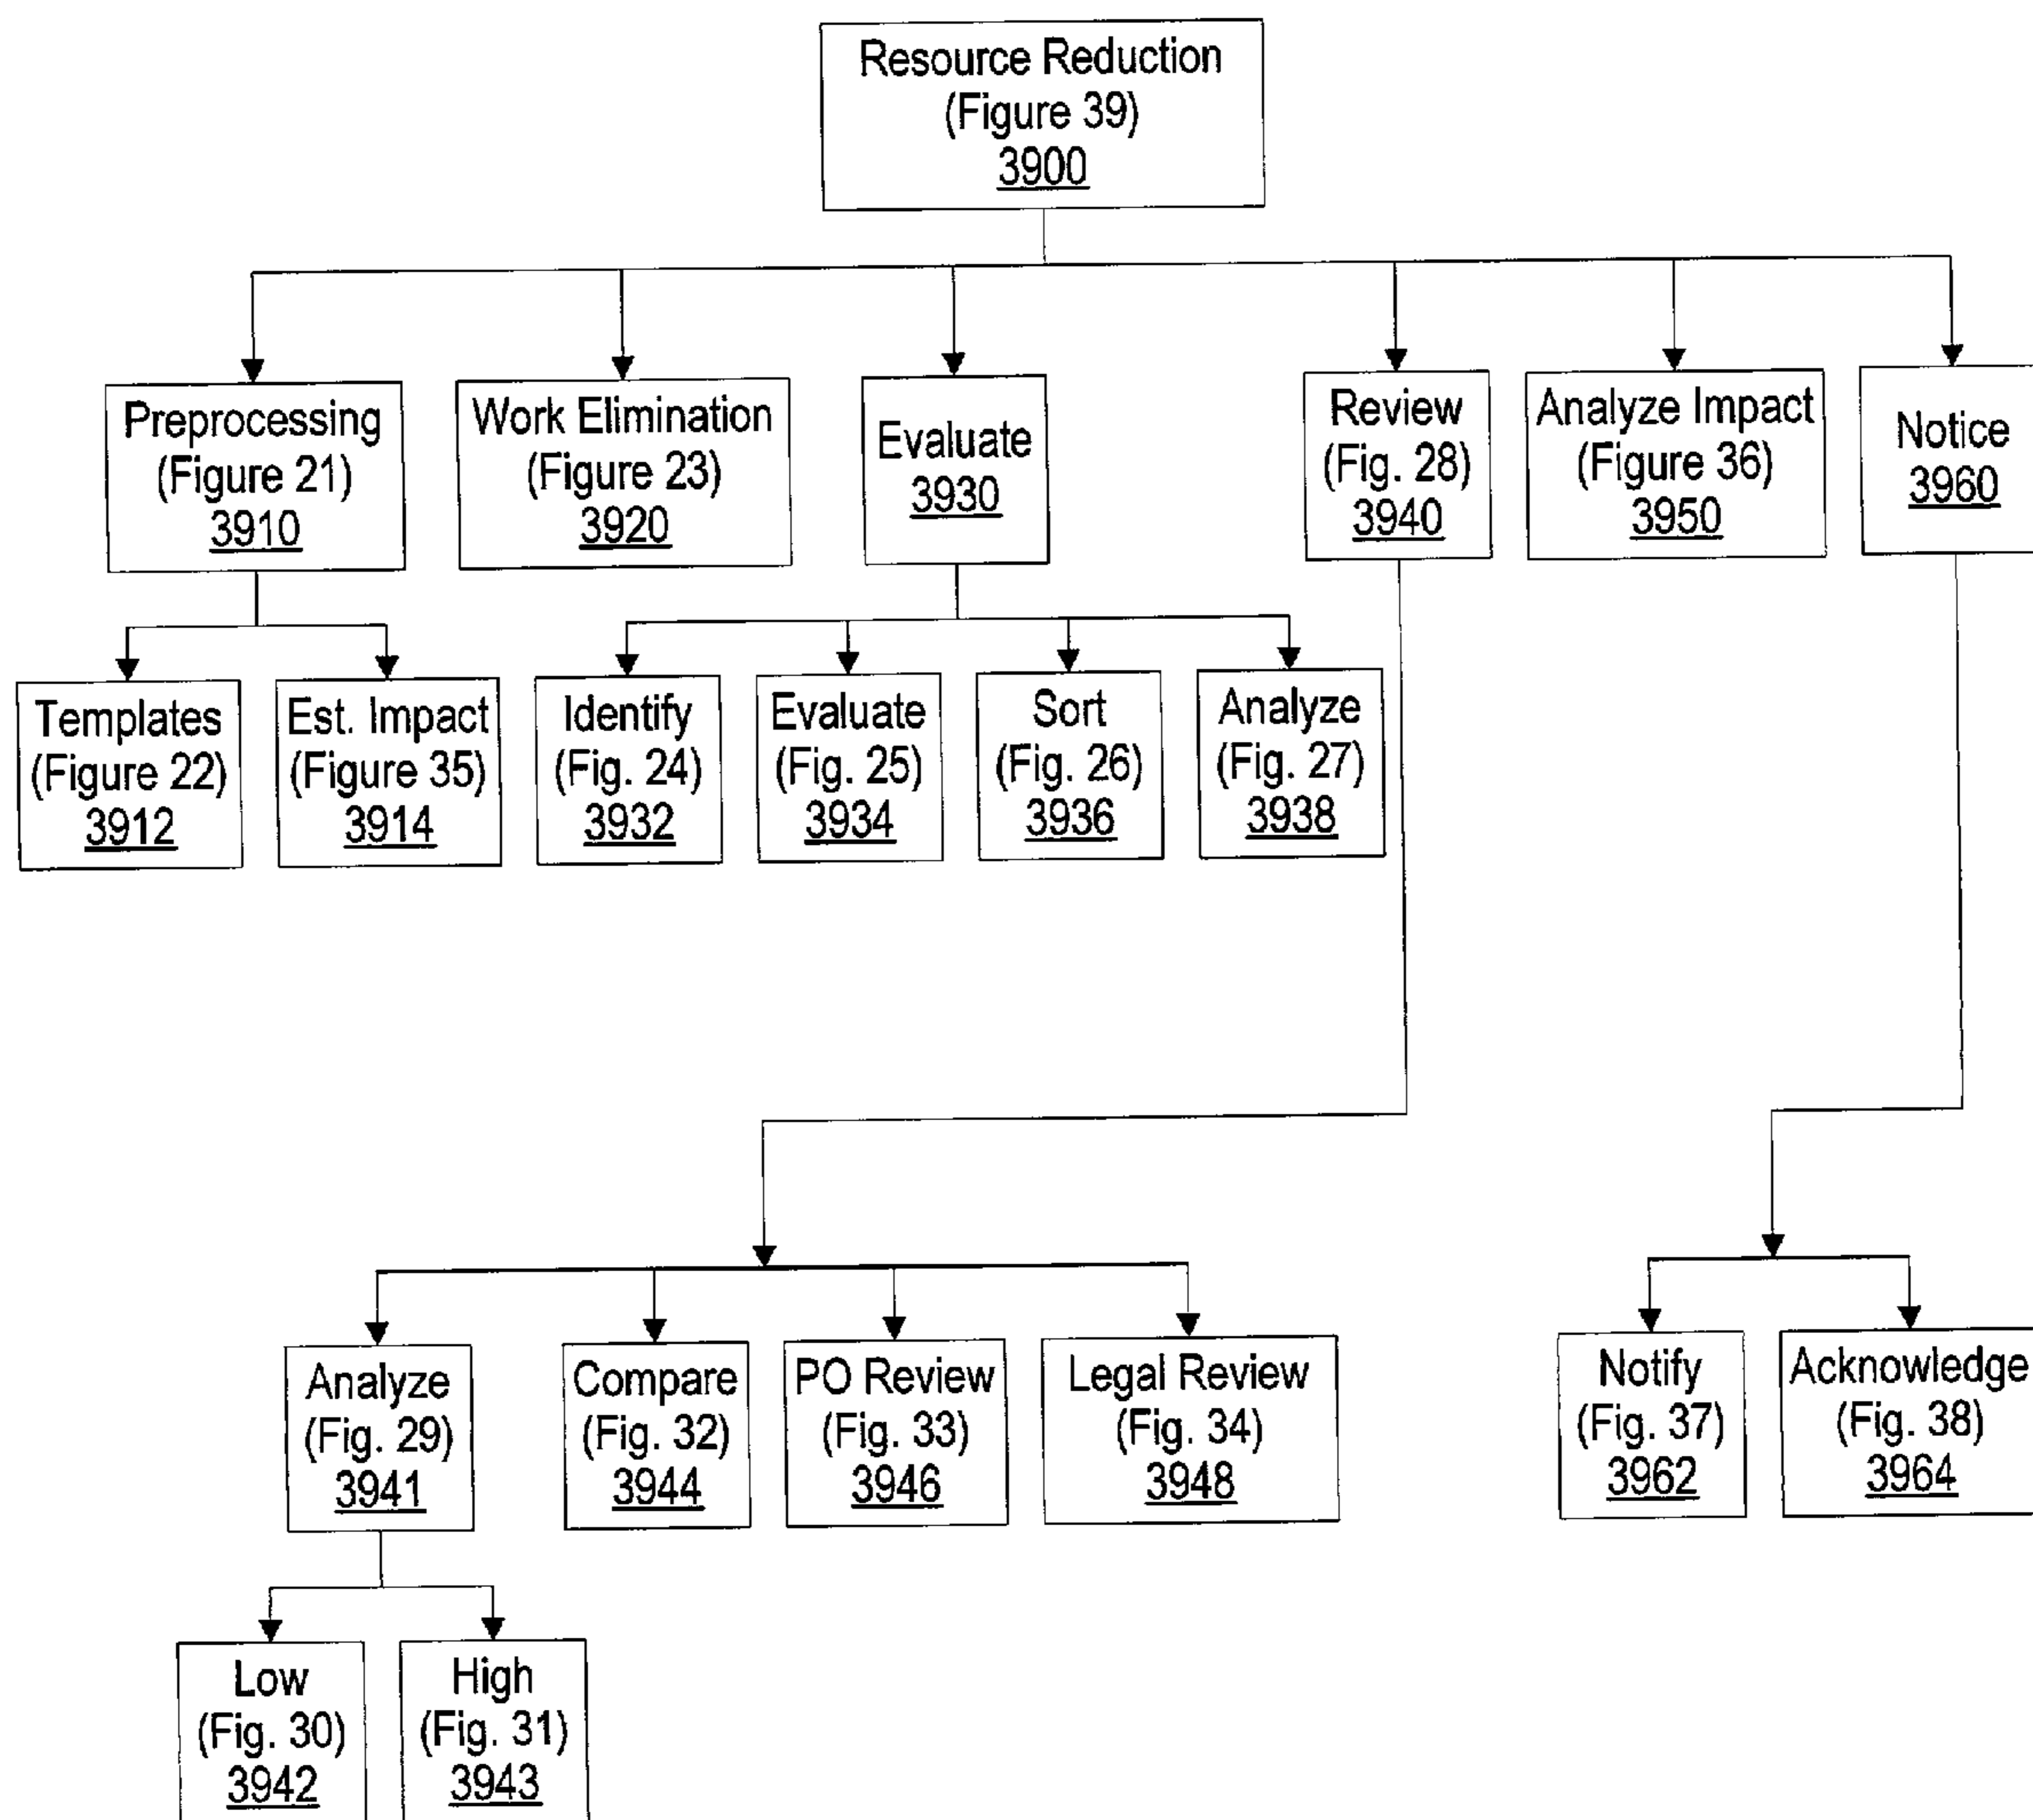 Resource Reduction
(Figure 39)
3900
Preprocessing
(Figure 21)
3910
Work Elimination
(Figure 23)
3920
Evaluate
3930
Review
(Fig. 28)
3940
Analyze Impact
(Figure 36)
3950
Notice
3960
Templates
(Figure 22)
3912
Est. Impact
(Figure 35)
3914
Identify
(Fig. 24)
3932
Evaluate
(Fig. 25)
3934
Sort
(Fig. 26)
3936
Analyze
(Fig. 27)
3938
Analyze
(Fig. 29)
3941
Compare
(Fig. 32)
3944
PO Review
(Fig. 33)
3946
Legal Review
(Fig. 34)
3948
Notify
(Fig. 37)
3962
Acknowledge
(Fig. 38)
3964
Low
(Fig. 30)
3942
High
(Fig. 31)
3943